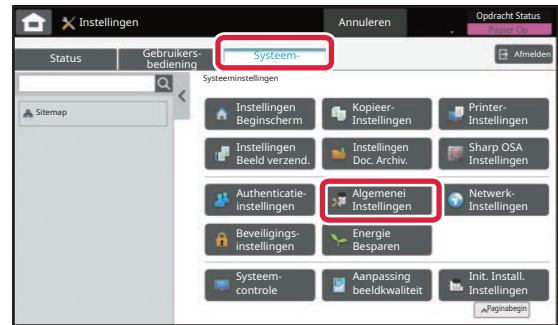 Instellingen
Annuleren
Opdracht Status
Papier Op
Status
Gebruikers-
bediening
Systeem-
Afmelden
Systeeminstellingen
Sitemap
Instellingen
Beginscherm
Kopieer-
Instellingen
Printer-
Instellingen
Instellingen
Beeld verzend.
Instellingen
Doc. Archiv.
Sharp OSA
Instellingen
Authenticatie-
instellingen
Algemenei
Instellingen
Netwerk-
Instellingen
Beveiligings-
instellingen
Energie
Besparen
Systeem-
controle
Aanpassing
beeldkwaliteit
Init. Install.
Instellingen
Paginabegin